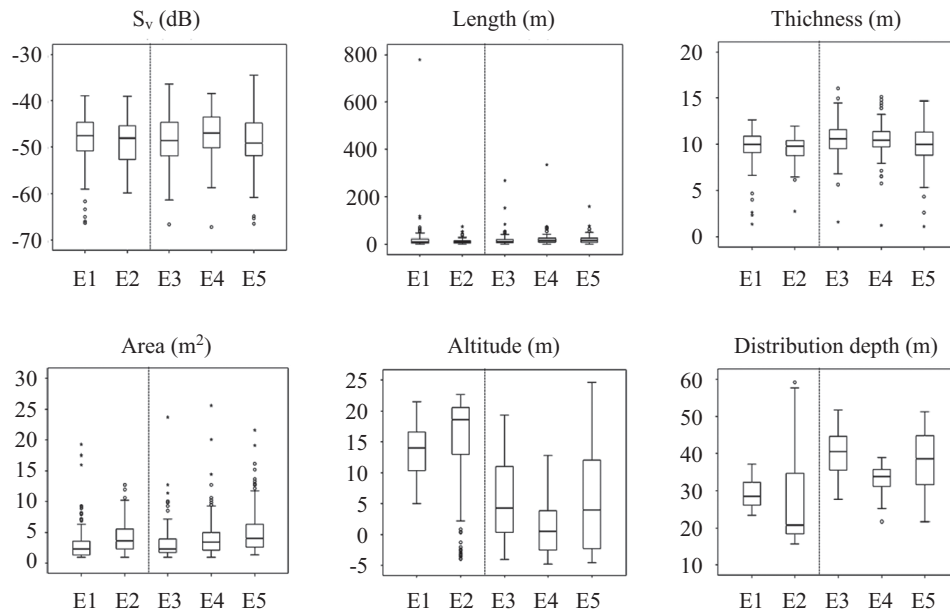 Sv (dB) Length (m) Thichness (m)
-30 800 20
-40 600 15
-50 400 10
-60 200 5
-70 0 0
E1 E2 E3 E4 E5 E1 E2 E3 E4 E5 E1 E2 E3 E4 E5
Area (m2) Altitude (m) Distribution depth (m)
30 25 60
25 20 50
20 15 40
15 10 30
10 5 20
5 0 10
0 -5
E1 E2 E3 E4 E5 E1 E2 E3 E4 E5 E1 E2 E3 E4 E5